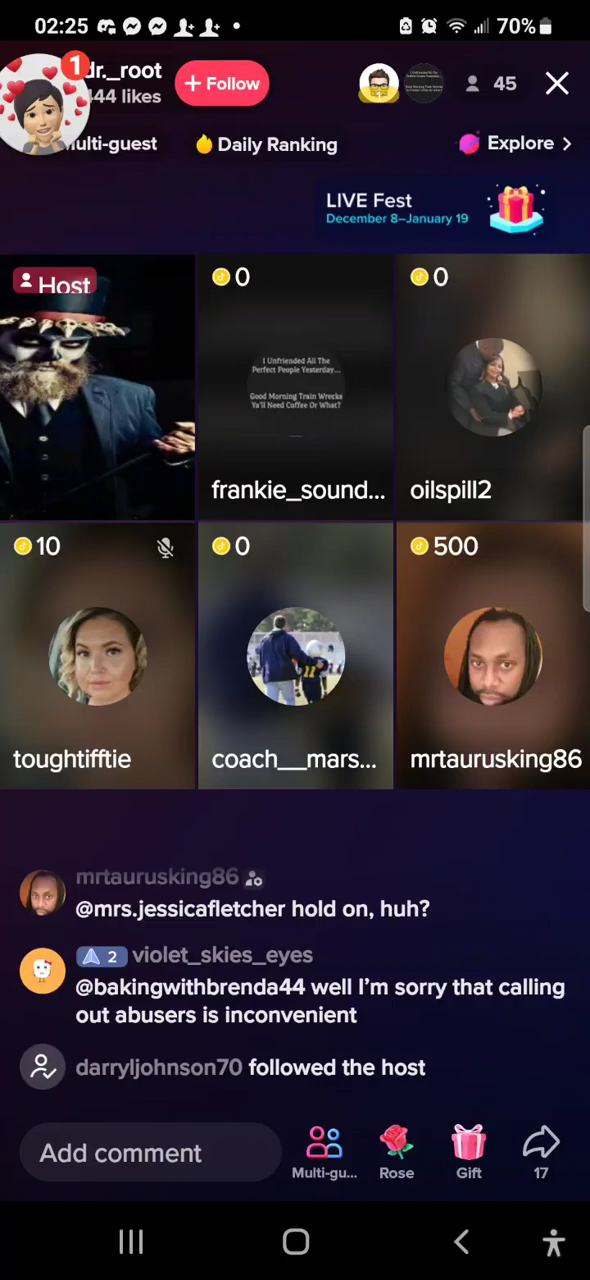 02:25
70%
1
dr._root
+ Follow
45
444 likes
Multi-guest
Daily Ranking
Explore >
LIVE Fest
December 8–January 19
Host
0
0
I Unfriended All The
Perfect People Yesterday...
Good Morning Train Wrecks
Ya'll Need Coffee Or What?
frankie_sound...
oilspill2
10
0
500
11
toughtifftie
coach__mars...
mrtaurusking86
mrtaurusking86
@mrs.jessicafletcher hold on, huh?
2 violet_skies_eyes
@bakingwithbrenda44 well I'm sorry that calling
out abusers is inconvenient
darryljohnson70 followed the host
Add comment
Multi-gu...
Rose
Gift
17